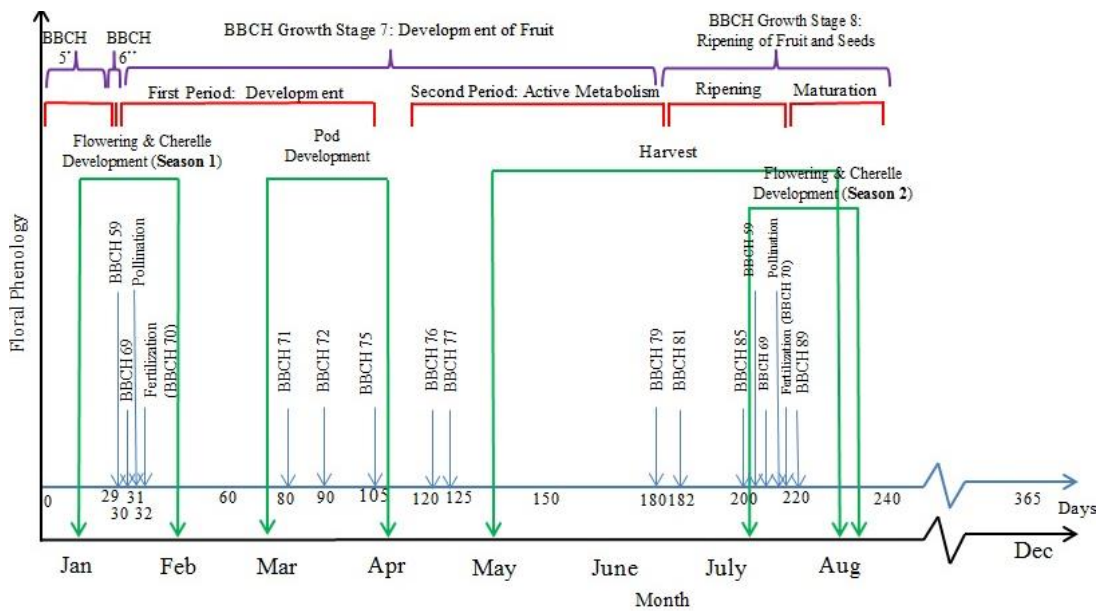 BBCH
5*
BBCH
6**
BBCH Growth Stage 7: Development of Fruit
BBCH Growth Stage 8:
Ripening of Fruit and Seeds
First Period: Development
Second Period: Active Metabolism
Ripening
Maturation
Flowering & Cherelle
Development (Season 1)
Pod
Development
Harvest
Flowering & Cherelle
Development (Season 2)
Floral Phenology
BBCH 59
BBCH 69
Pollination
Fertilization
(BBCH 70)
BBCH 71
BBCH 72
BBCH 75
BBCH 76
BBCH 77
BBCH 79
BBCH 81
BBCH 85
BBCH 59
BBCH 69
Pollination
Fartilization (BBCH 70)
BBCH 89
0 29 31 60 80 90 105 120 125 150 180 182 200 220 240 365 Days
30 32
Jan Feb Mar Apr May June July Aug Dec
Month